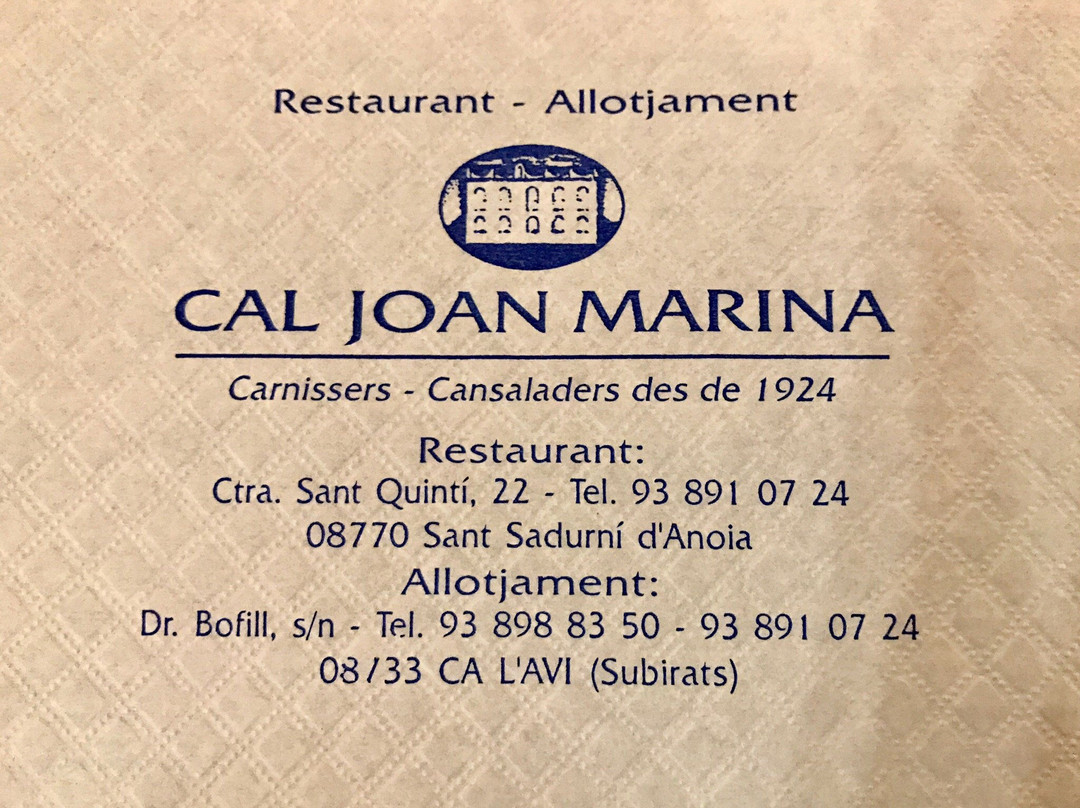 Restaurant - Allotjament
CAL JOAN MARINA
Carnissers - Cansaladers des de 1924
Restaurant:
Ctra. Sant Quintí, 22 - Tel. 93 891 07 24
08770 Sant Sadurní d'Anoia
Allotjament:
Dr. Bofill, s/n - Tel. 93 898 83 50 - 93 891 07 24
08733 CA L'AVI (Subirats)